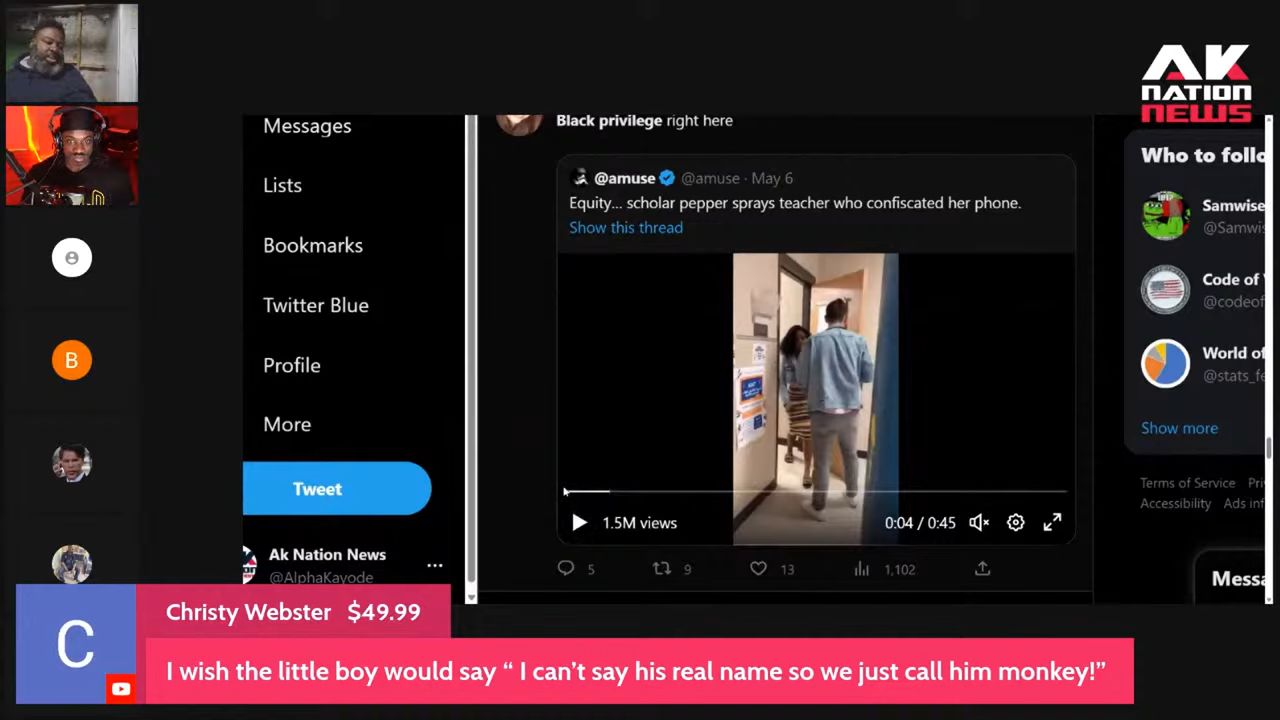 AK
NATION
NEWS
Messages
Lists
Bookmarks
Twitter Blue
Profile
More
Tweet
Ak Nation News
@AlphaKayode
Black privilege right here
@amuse @amuse · May 6
Equity... scholar pepper sprays teacher who confiscated her phone.
Show this thread
1.5M views
0:04 / 0:45
5 9 13 1,102
Who to follo
Samwise
@Samwi
Code of
@codeof
World of
@stats_fe
Show more
Terms of Service Pri
Accessibility Ads inf
Messa
B
C
Christy Webster $49.99
I wish the little boy would say “ I can’t say his real name so we just call him monkey!”